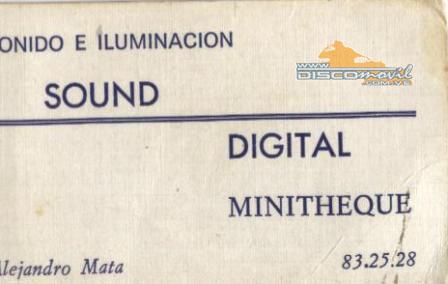 WWW
DISCOmovil
.COM.VE
ONIDO E ILUMINACION
SOUND
DIGITAL
MINITHEQUE
Alejandro Mata 83.25.28